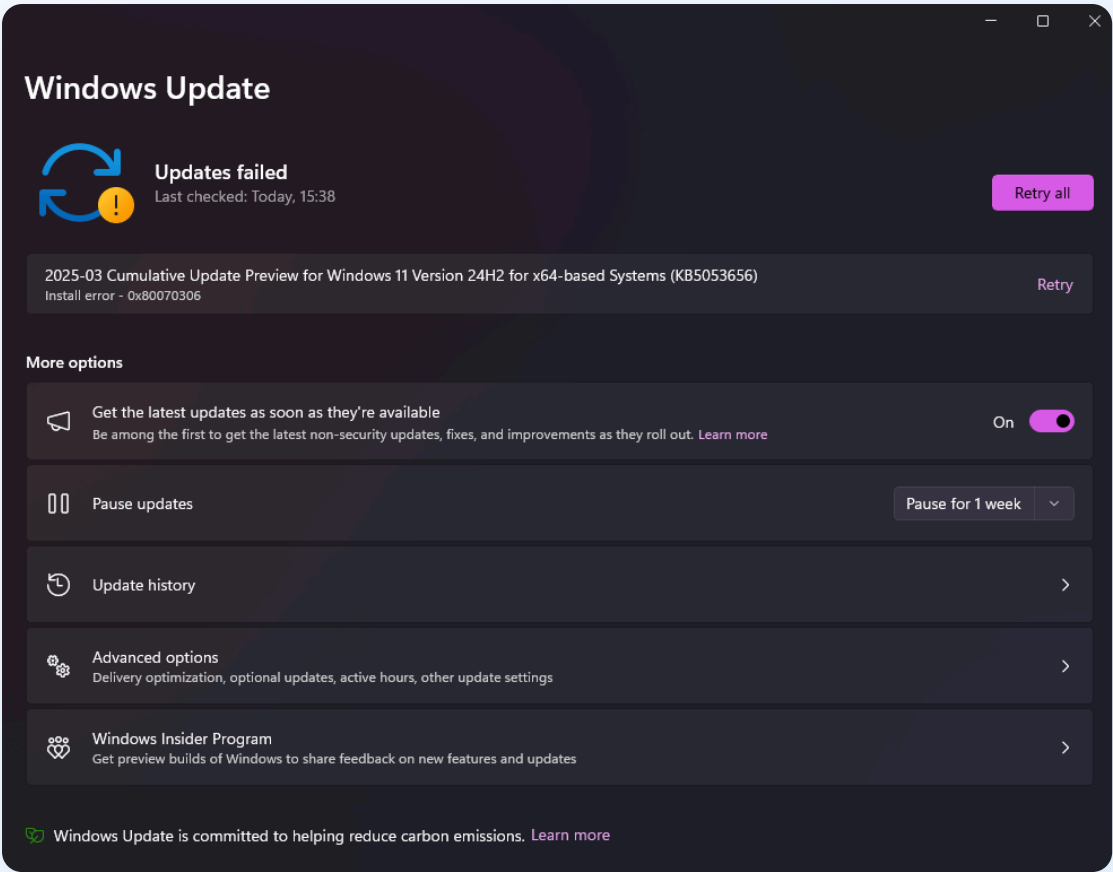 Windows Update
Updates failed
Last checked: Today, 15:38
Retry all
2025-03 Cumulative Update Preview for Windows 11 Version 24H2 for x64-based Systems (KB5053656)
Install error - 0x80070306
Retry
More options
Get the latest updates as soon as they're available
Be among the first to get the latest non-security updates, fixes, and improvements as they roll out. Learn more
On
Pause updates
Pause for 1 week
Update history
Advanced options
Delivery optimization, optional updates, active hours, other update settings
Windows Insider Program
Get preview builds of Windows to share feedback on new features and updates
Windows Update is committed to helping reduce carbon emissions. Learn more